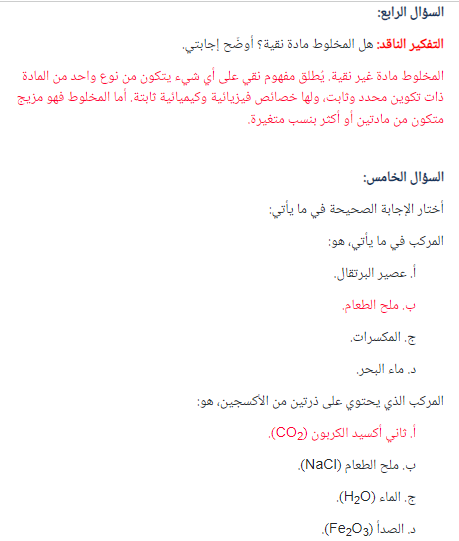 السؤال الرابع:
التفكير الناقد: هل المخلوط مادة نقية؟ أوضّح إجابتي.
المخلوط مادة غير نقية. يُطلق مفهوم نقي على أي شيء يتكون من نوع واحد من المادة
ذات تكوين محدد وثابت، ولها خصائص فيزيائية وكيميائية ثابتة. أما المخلوط فهو مزيج
متكون من مادتين أو أكثر بنسب متغيرة.
السؤال الخامس:
أختار الإجابة الصحيحة في ما يأتي:
المركب في ما يأتي، هو:
أ. عصير البرتقال.
ب. ملح الطعام.
ج. المكسرات.
د. ماء البحر.
المركب الذي يحتوي على ذرتين من الأكسجين، هو:
أ. ثاني أكسيد الكربون (CO₂).
ب. ملح الطعام (NaCl).
ج. الماء (H₂O).
د. الصدأ (Fe₂O₃).